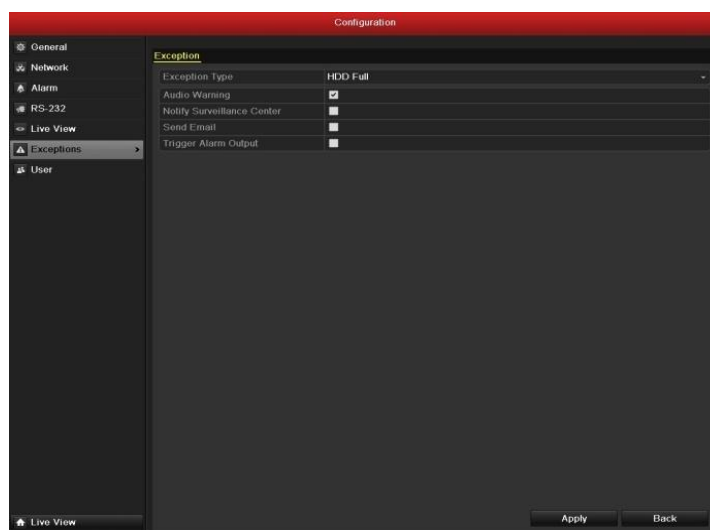 Configuration
General
Network
Alarm
RS-232
Live View
Exceptions
User
Exception
Exception Type HDD Full
Audio Warning
Notify Surveillance Center
Send Email
Trigger Alarm Output
Live View
Apply Back